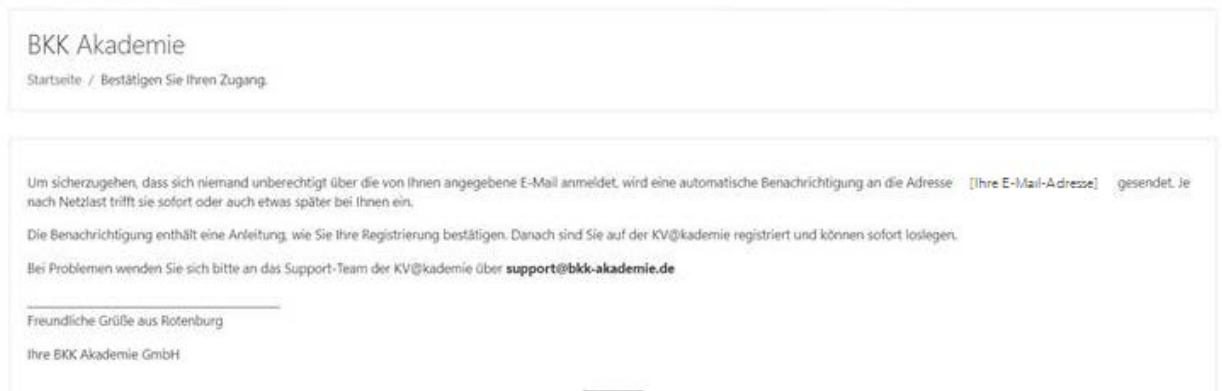 BKK Akademie
Startseite / Bestätigen Sie Ihren Zugang.
Um sicherzugehen, dass sich niemand unberechtigt über die von Ihnen angegebene E-Mail anmeldet, wird eine automatische Benachrichtigung an die Adresse [Ihre E-Mail-Adresse] gesendet. Je
nach Netzlast trifft sie sofort oder auch etwas später bei Ihnen ein.
Die Benachrichtigung enthält eine Anleitung, wie Sie Ihre Registrierung bestätigen. Danach sind Sie auf der KV@kademie registriert und können sofort loslegen.
Bei Problemen wenden Sie sich bitte an das Support-Team der KV@kademie über support@bkk-akademie.de
Freundliche Grüße aus Rotenburg
Ihre BKK Akademie GmbH